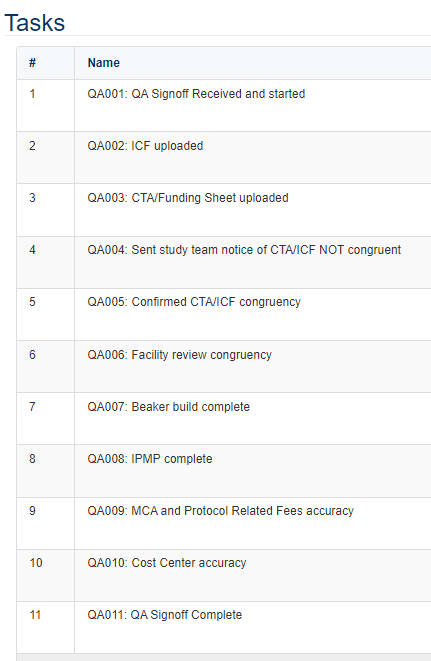 Tasks
# Name
1 QA001: QA Signoff Received and started
2 QA002: ICF uploaded
3 QA003: CTA/Funding Sheet uploaded
4 QA004: Sent study team notice of CTA/ICF NOT congruent
5 QA005: Confirmed CTA/ICF congruency
6 QA006: Facility review congruency
7 QA007: Beaker build complete
8 QA008: IPMP complete
9 QA009: MCA and Protocol Related Fees accuracy
10 QA010: Cost Center accuracy
11 QA011: QA Signoff Complete